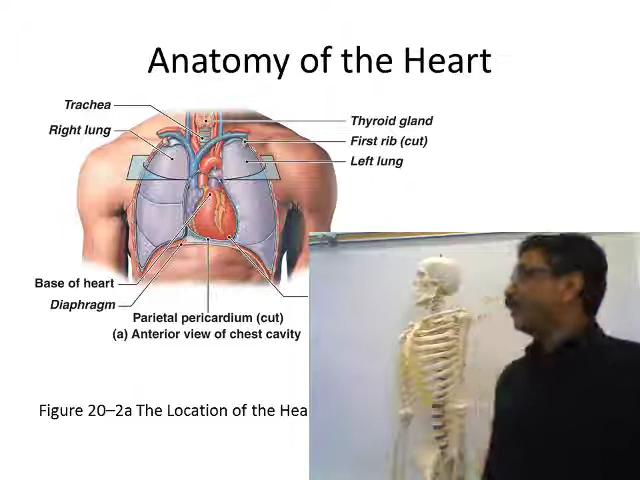 Anatomy of the Heart
Trachea
Right lung
Thyroid gland
First rib (cut)
Left lung
Base of heart
Diaphragm
Parietal pericardium (cut)
(a) Anterior view of chest cavity
Figure 20–2a The Location of the Hea